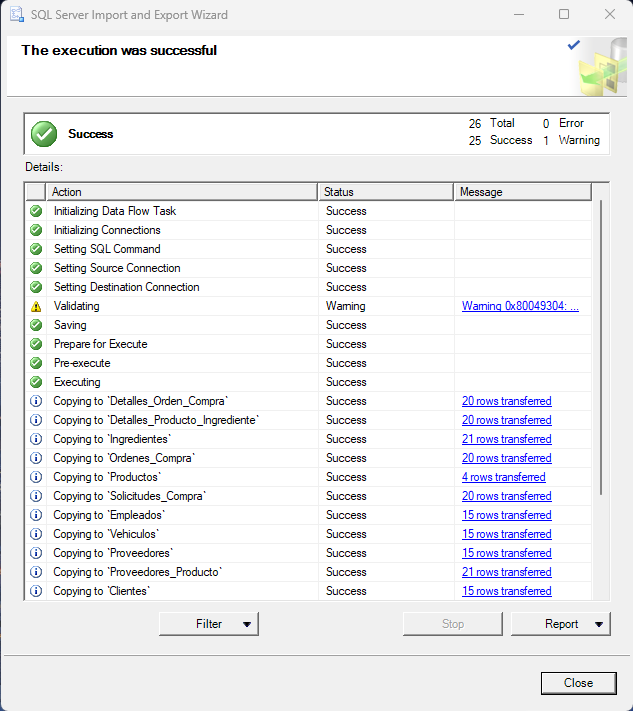 SQL Server Import and Export Wizard
The execution was successful
Success
26 Total 0 Error
25 Success 1 Warning
Details:
Action Status Message
Initializing Data Flow Task Success
Initializing Connections Success
Setting SQL Command Success
Setting Source Connection Success
Setting Destination Connection Success
Validating Warning Warning 0x80049304: ...
Saving Success
Prepare for Execute Success
Pre-execute Success
Executing Success
Copying to `Detalles_Orden_Compra` Success 20 rows transferred
Copying to `Detalles_Producto_Ingrediente` Success 20 rows transferred
Copying to `Ingredientes` Success 21 rows transferred
Copying to `Ordenes_Compra` Success 20 rows transferred
Copying to `Productos` Success 4 rows transferred
Copying to `Solicitudes_Compra` Success 20 rows transferred
Copying to `Empleados` Success 15 rows transferred
Copying to `Vehiculos` Success 15 rows transferred
Copying to `Proveedores` Success 15 rows transferred
Copying to `Proveedores_Producto` Success 21 rows transferred
Copying to `Clientes` Success 15 rows transferred
Filter Stop Report
Close